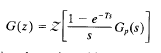 G(z) = Z[ (1 - e^{-Ts})/s G_p(s) ]